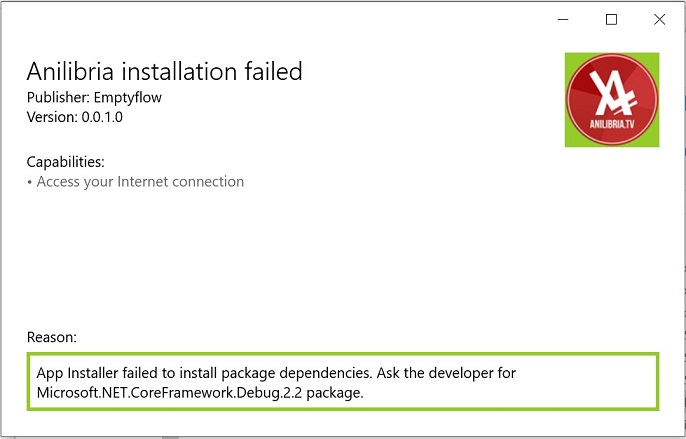 Anilibria installation failed
Publisher: Emptyflow
Version: 0.0.1.0
ANILIBRIA.TV
Capabilities:
• Access your Internet connection
Reason:
App Installer failed to install package dependencies. Ask the developer for
Microsoft.NET.CoreFramework.Debug.2.2 package.